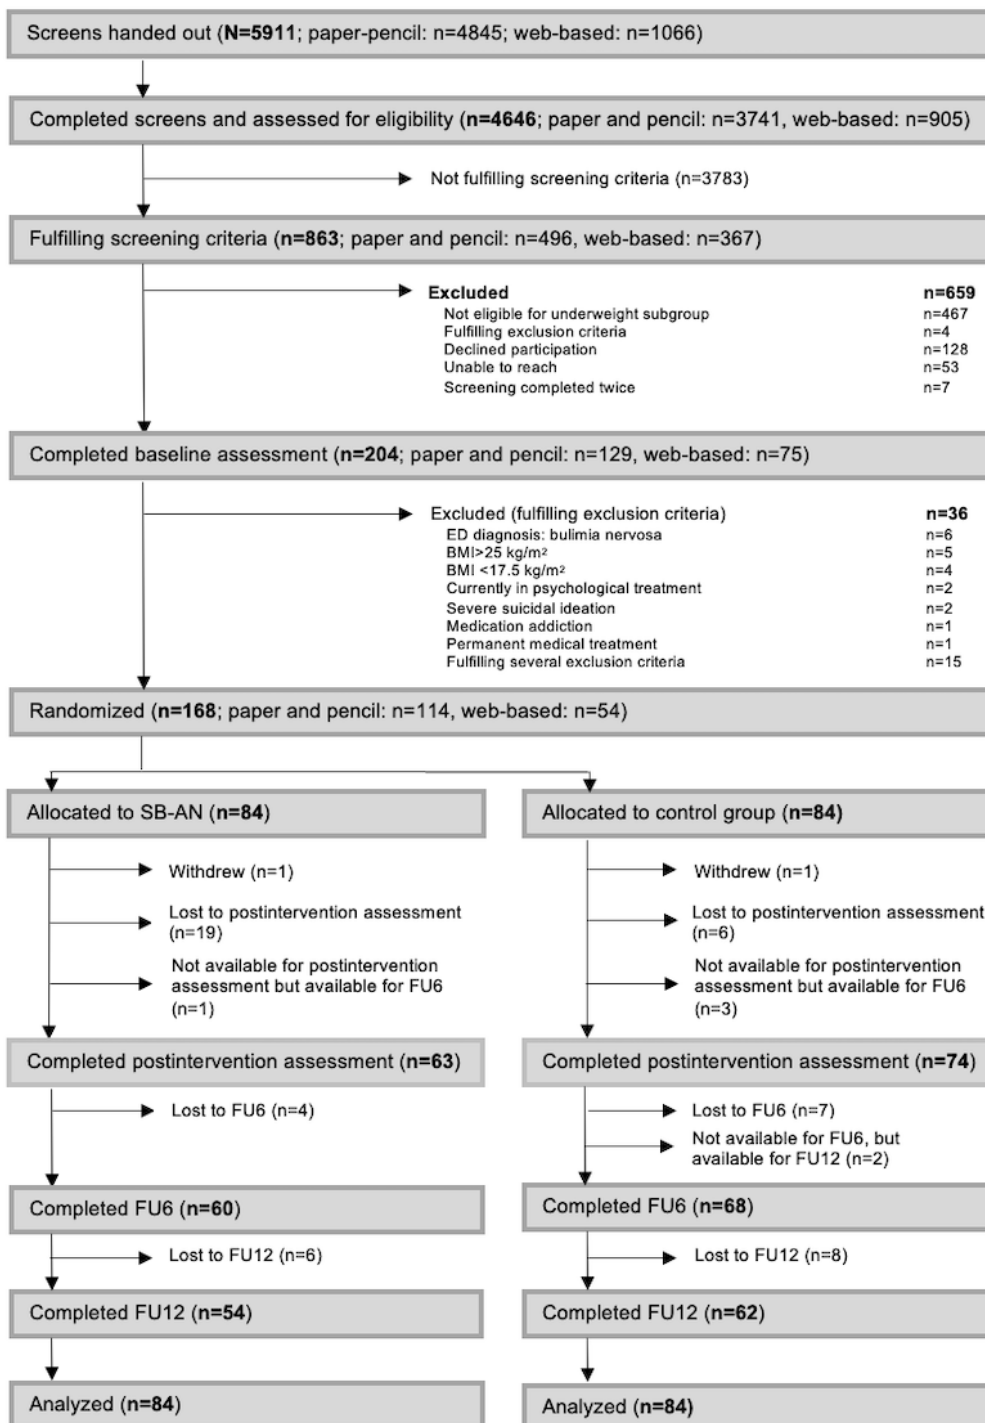 Screens handed out (N=5911; paper-pencil: n=4845; web-based: n=1066)
Completed screens and assessed for eligibility (n=4646; paper and pencil: n=3741, web-based: n=905)
Not fulfilling screening criteria (n=3783)
Fulfilling screening criteria (n=863; paper and pencil: n=496, web-based: n=367)
Excluded n=659
Not eligible for underweight subgroup n=467
Fulfilling exclusion criteria n=4
Declined participation n=128
Unable to reach n=53
Screening completed twice n=7
Completed baseline assessment (n=204; paper and pencil: n=129, web-based: n=75)
Excluded (fulfilling exclusion criteria) n=36
ED diagnosis: bulimia nervosa n=6
BMI>25 kg/m² n=5
BMI <17.5 kg/m² n=4
Currently in psychological treatment n=2
Severe suicidal ideation n=2
Medication addiction n=1
Permanent medical treatment n=1
Fulfilling several exclusion criteria n=15
Randomized (n=168; paper and pencil: n=114, web-based: n=54)
Allocated to SB-AN (n=84)
Withdrew (n=1)
Lost to postintervention assessment
(n=19)
Not available for postintervention
assessment but available for FU6
(n=1)
Completed postintervention assessment (n=63)
Lost to FU6 (n=4)
Completed FU6 (n=60)
Lost to FU12 (n=6)
Completed FU12 (n=54)
Analyzed (n=84)
Allocated to control group (n=84)
Withdrew (n=1)
Lost to postintervention assessment
(n=6)
Not available for postintervention
assessment but available for FU6
(n=3)
Completed postintervention assessment (n=74)
Lost to FU6 (n=7)
Not available for FU6, but
available for FU12 (n=2)
Completed FU6 (n=68)
Lost to FU12 (n=8)
Completed FU12 (n=62)
Analyzed (n=84)